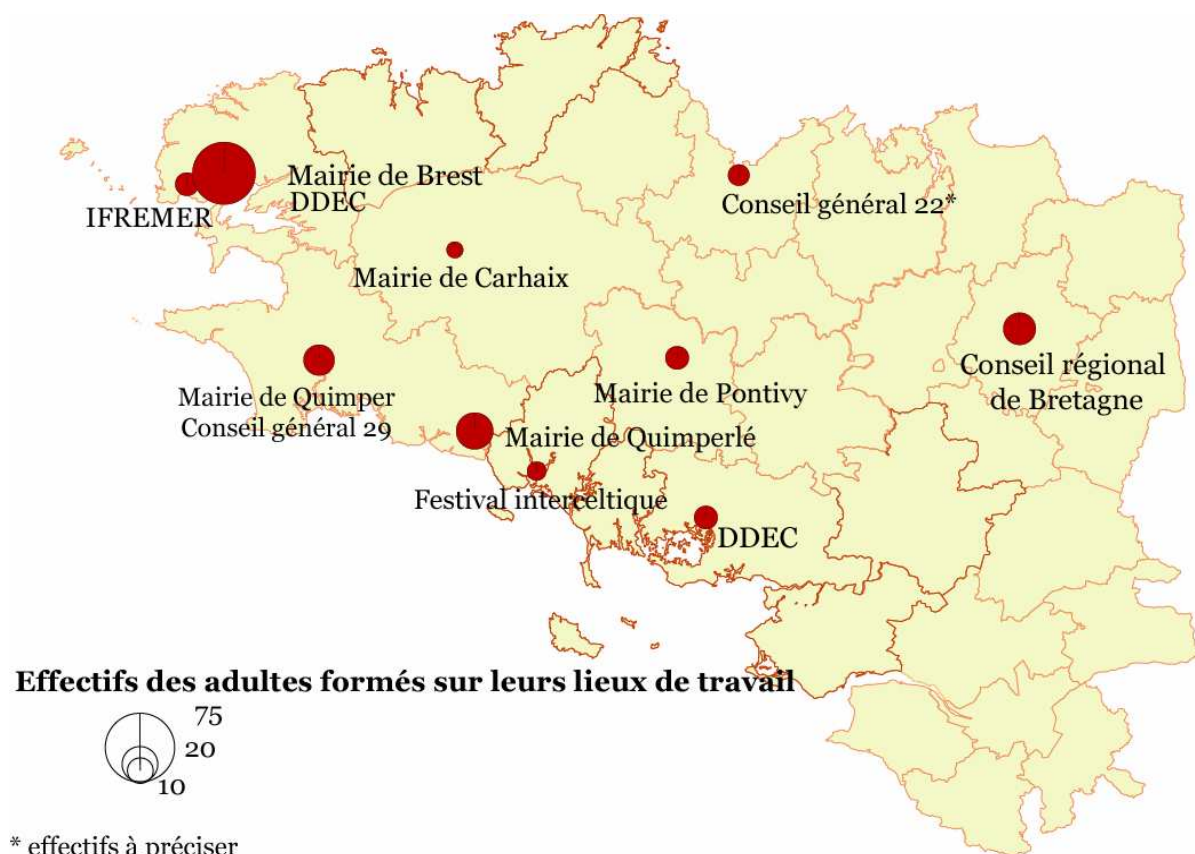 Mairie de Brest
DDEC
IFREMER
Conseil général 22*
Mairie de Carhaix
Conseil régional
de Bretagne
Mairie de Quimper
Conseil général 29
Mairie de Pontivy
Mairie de Quimperlé
Festival interceltique
DDEC
Effectifs des adultes formés sur leurs lieux de travail
75
20
10
* effectifs à préciser